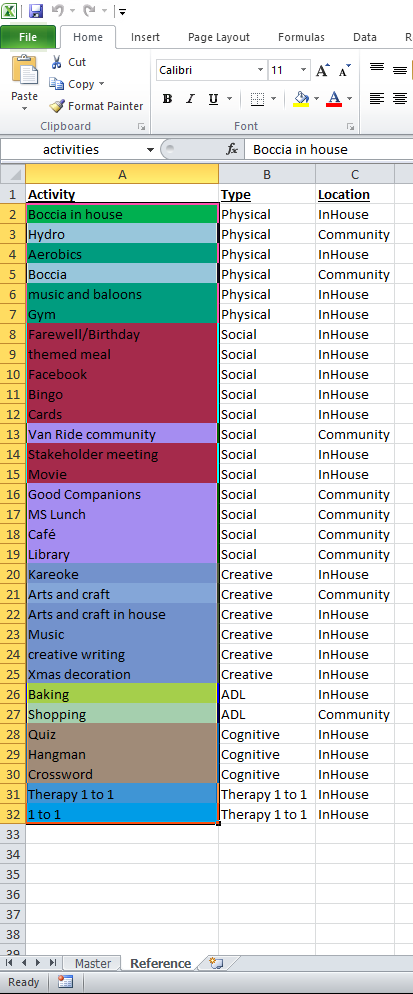 File Home Insert Page Layout Formulas Data R
Cut
Copy
Paste
Format Painter
Calibri 11 A A
B I U A
Clipboard Font
activities fx Boccia in house
A B C
1 Activity Type Location
2 Boccia in house Physical InHouse
3 Hydro Physical Community
4 Aerobics Physical InHouse
5 Boccia Physical Community
6 music and baloons Physical InHouse
7 Gym Physical InHouse
8 Farewell/Birthday Social InHouse
9 themed meal Social InHouse
10 Facebook Social InHouse
11 Bingo Social InHouse
12 Cards Social InHouse
13 Van Ride community Social Community
14 Stakeholder meeting Social InHouse
15 Movie Social InHouse
16 Good Companions Social Community
17 MS Lunch Social Community
18 Café Social Community
19 Library Social Community
20 Kareoke Creative InHouse
21 Arts and craft Creative Community
22 Arts and craft in house Creative InHouse
23 Music Creative InHouse
24 creative writing Creative InHouse
25 Xmas decoration Creative InHouse
26 Baking ADL InHouse
27 Shopping ADL Community
28 Quiz Cognitive InHouse
29 Hangman Cognitive InHouse
30 Crossword Cognitive InHouse
31 Therapy 1 to 1 Therapy 1 to 1 InHouse
32 1 to 1 Therapy 1 to 1 InHouse
33
34
35
36
37
38
39
Master Reference
Ready